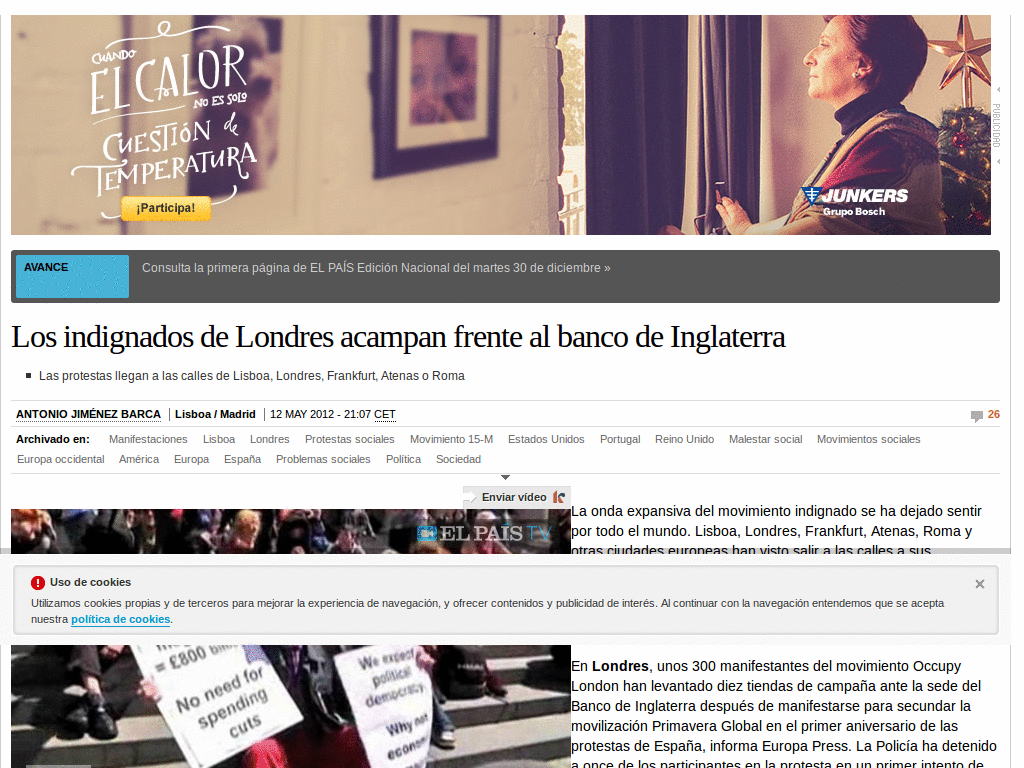 CUANDO
EL CALOR
NO ES SOLO
CUESTIÓN de
TEMPERATURA
¡Participa!
JUNKERS
Grupo Bosch
PUBLICIDAD
AVANCE
Consulta la primera página de EL PAÍS Edición Nacional del martes 30 de diciembre »
Los indignados de Londres acampan frente al banco de Inglaterra
Las protestas llegan a las calles de Lisboa, Londres, Frankfurt, Atenas o Roma
ANTONIO JIMÉNEZ BARCA | Lisboa / Madrid | 12 MAY 2012 - 21:07 CET
26
Archivado en: Manifestaciones Lisboa Londres Protestas sociales Movimiento 15-M Estados Unidos Portugal Reino Unido Malestar social Movimientos sociales
Europa occidental América Europa España Problemas sociales Política Sociedad
Enviar vídeo
EL PAÍS TV
La onda expansiva del movimiento indignado se ha dejado sentir
por todo el mundo. Lisboa, Londres, Frankfurt, Atenas, Roma y
otras ciudades europeas han visto salir a las calles a sus
Uso de cookies
Utilizamos cookies propias y de terceros para mejorar la experiencia de navegación, y ofrecer contenidos y publicidad de interés. Al continuar con la navegación entendemos que se acepta
nuestra política de cookies.
= £800
No need for
spending
cuts
We expect
political
democracy
Why not
En Londres, unos 300 manifestantes del movimiento Occupy
London han levantado diez tiendas de campaña ante la sede del
Banco de Inglaterra después de manifestarse para secundar la
movilización Primavera Global en el primer aniversario de las
protestas de España, informa Europa Press. La Policía ha detenido
a once de los participantes en la protesta en un primer intento de